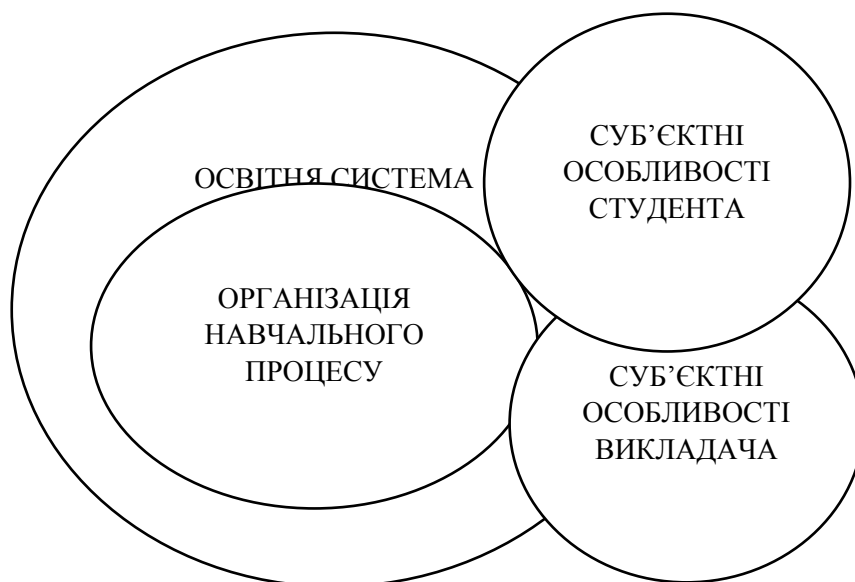 ОСВІТНЯ СИСТЕМА
СУБ’ЄКТНІ
ОСОБЛИВОСТІ
СТУДЕНТА
ОРГАНІЗАЦІЯ
НАВЧАЛЬНОГО
ПРОЦЕСУ
СУБ’ЄКТНІ
ОСОБЛИВОСТІ
ВИКЛАДАЧА